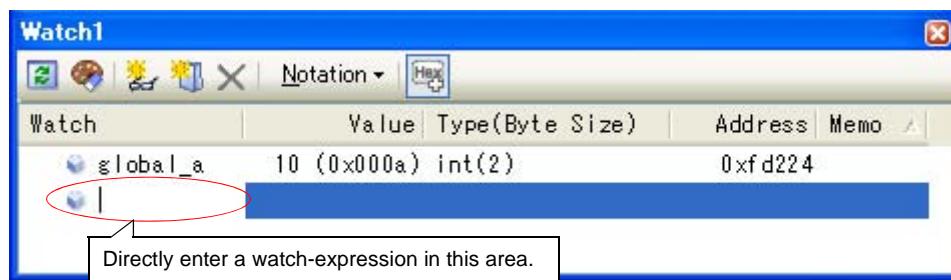 Watch1
Notation Hex
Watch Value Type(Byte Size) Address Memo
global_a 10 (0x000a) int(2) 0xfd224
Directly enter a watch-expression in this area.